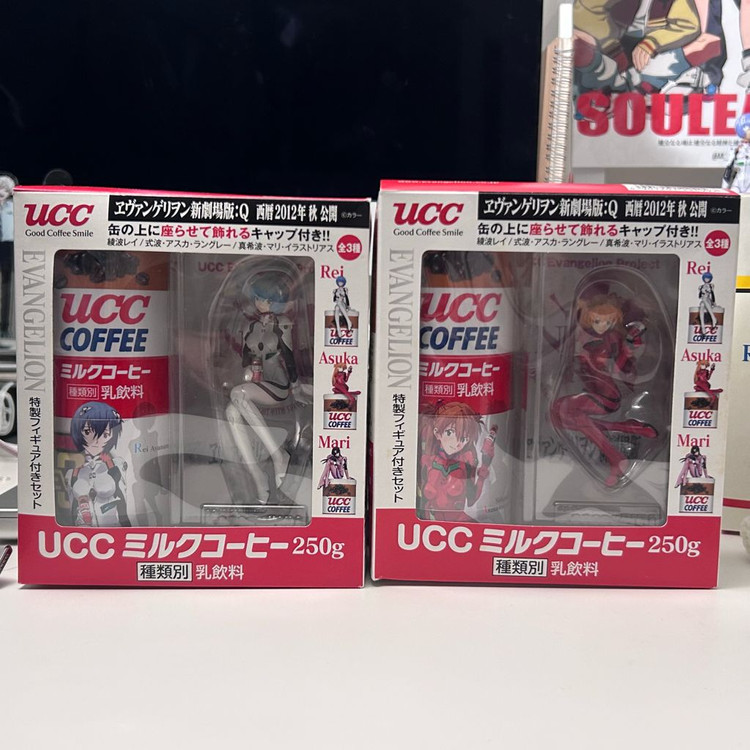 SOULEA
ucc
Good Coffee Smile
ヱヴァンゲリヲン新劇場版:Q 西暦2012年 秋 公開 ©カラー
缶の上に座らせて飾れるキャップ付き!!
綾波レイ/式波・アスカ・ラングレー/真希波・マリ・イラストリアス
全3種
EVANGELION
特製フィギュア付きセット
UCC
COFFEE
ミルクコーヒー
種類別 乳飲料
Rei
Asuka
UCC
Mari
UCC
COFFEE
UCC ミルクコーヒー 250g
種類別 乳飲料
ucc
Good Coffee Smile
ヱヴァンゲリヲン新劇場版:Q 西暦2012年 秋 公開 ©カラー
缶の上に座らせて飾れるキャップ付き!!
綾波レイ/式波・アスカ・ラングレー/真希波・マリ・イラストリアス
全3種
EVANGELION
特製フィギュア付きセット
UCC
COFFEE
ミルクコーヒー
種類別 乳飲料
Evangelion Project
Rei
Asuka
UCC
Mari
UCC
COFFEE
UCC ミルクコーヒー 250g
種類別 乳飲料